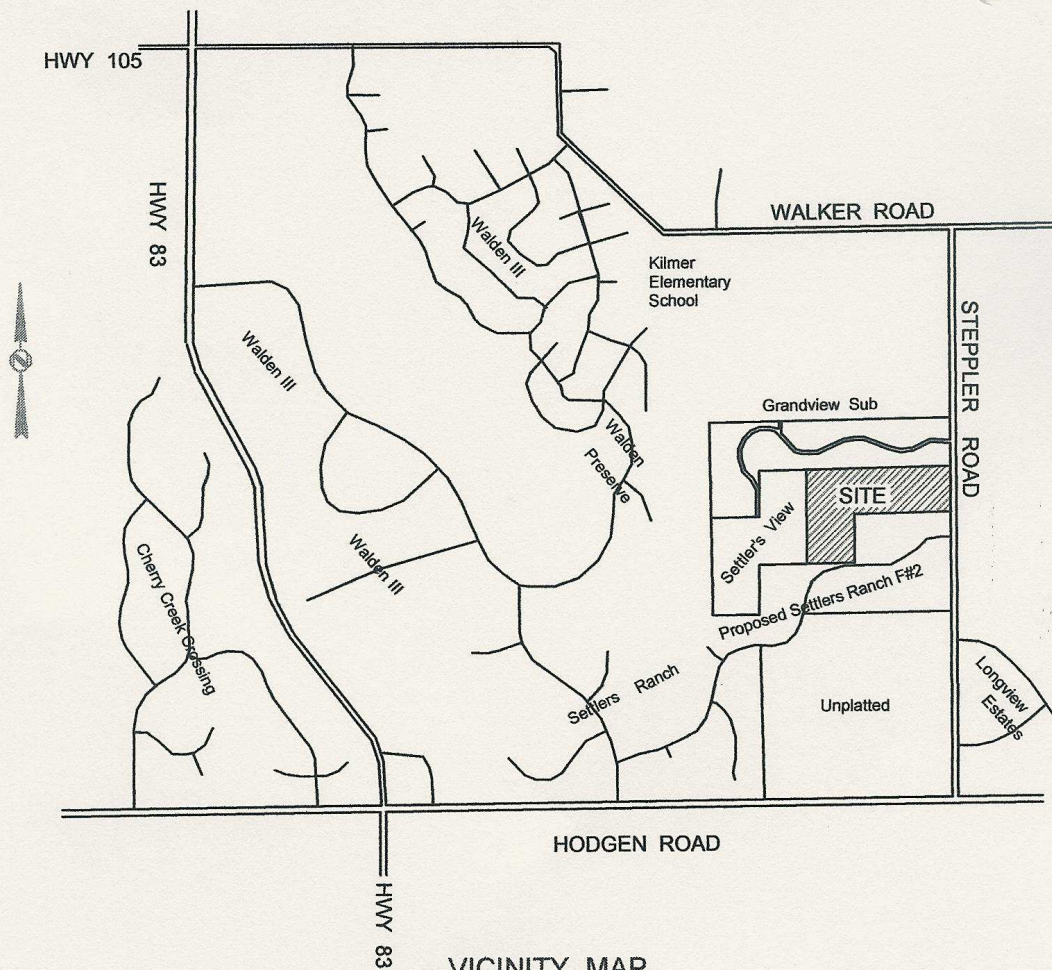 HWY 105
HWY 83
WALKER ROAD
Walden III
Kilmer
Elementary
School
STEPPLER ROAD
Walden III
Grandview Sub
Walden
Preserve
SITE
Settler's View
Walden III
Cherry Creek Crossing
Proposed Settlers Ranch F#2
Settlers Ranch
Unplatted
Longview
Estates
HODGEN ROAD
HWY 83
VICINITY MAP